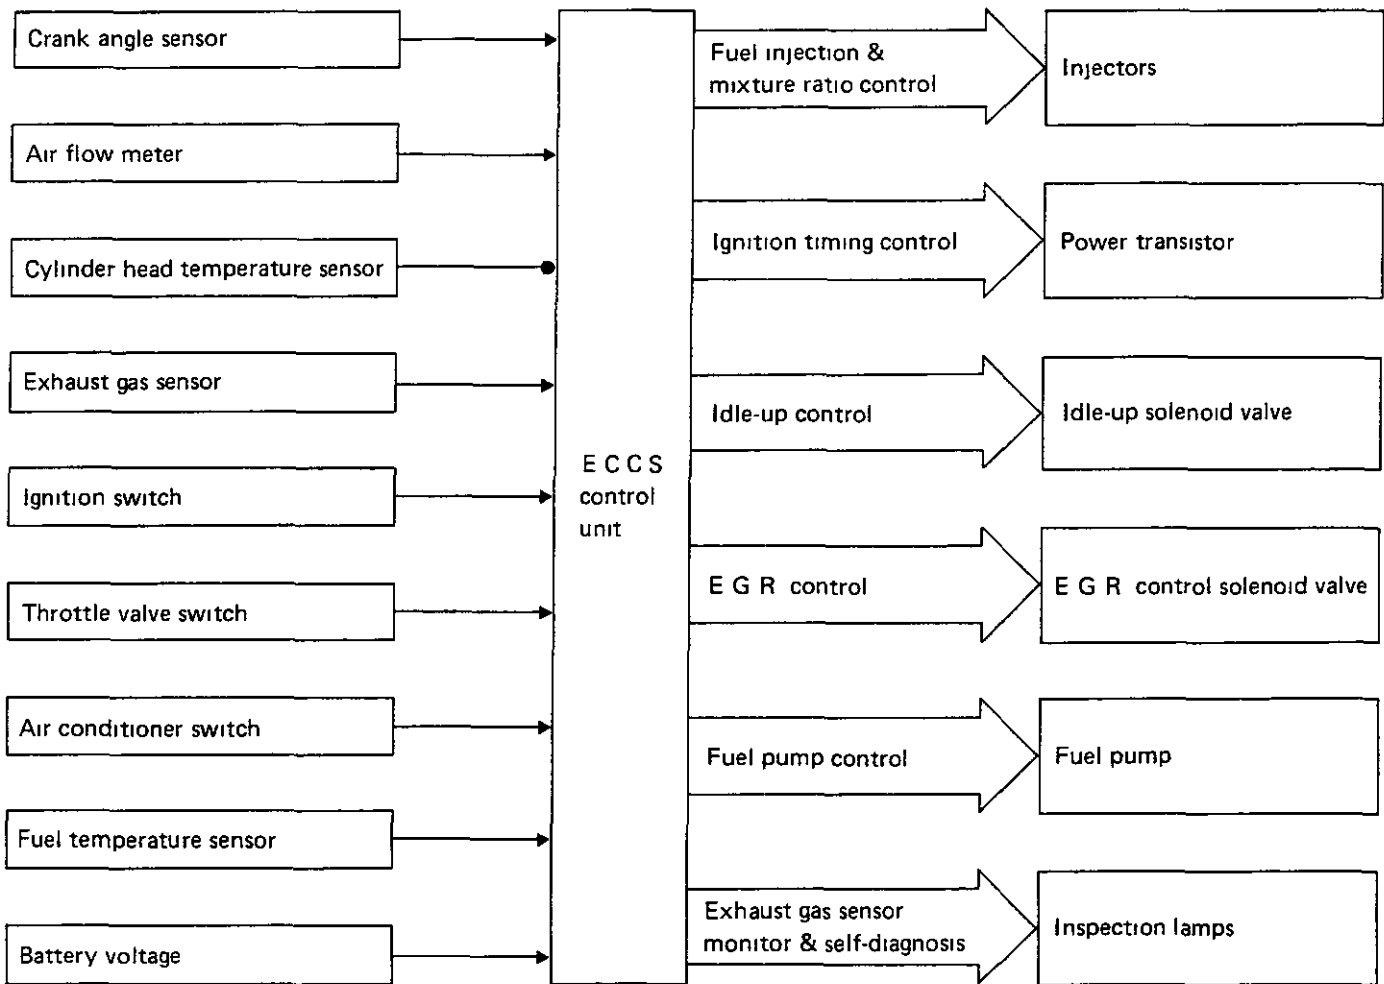 Crank angle sensor
Air flow meter
Cylinder head temperature sensor
Exhaust gas sensor
Ignition switch
Throttle valve switch
Air conditioner switch
Fuel temperature sensor
Battery voltage
E C C S
control
unit
Fuel injection &
mixture ratio control
Ignition timing control
Idle-up control
E G R control
Fuel pump control
Exhaust gas sensor
monitor & self-diagnosis
Injectors
Power transistor
Idle-up solenoid valve
E G R control solenoid valve
Fuel pump
Inspection lamps